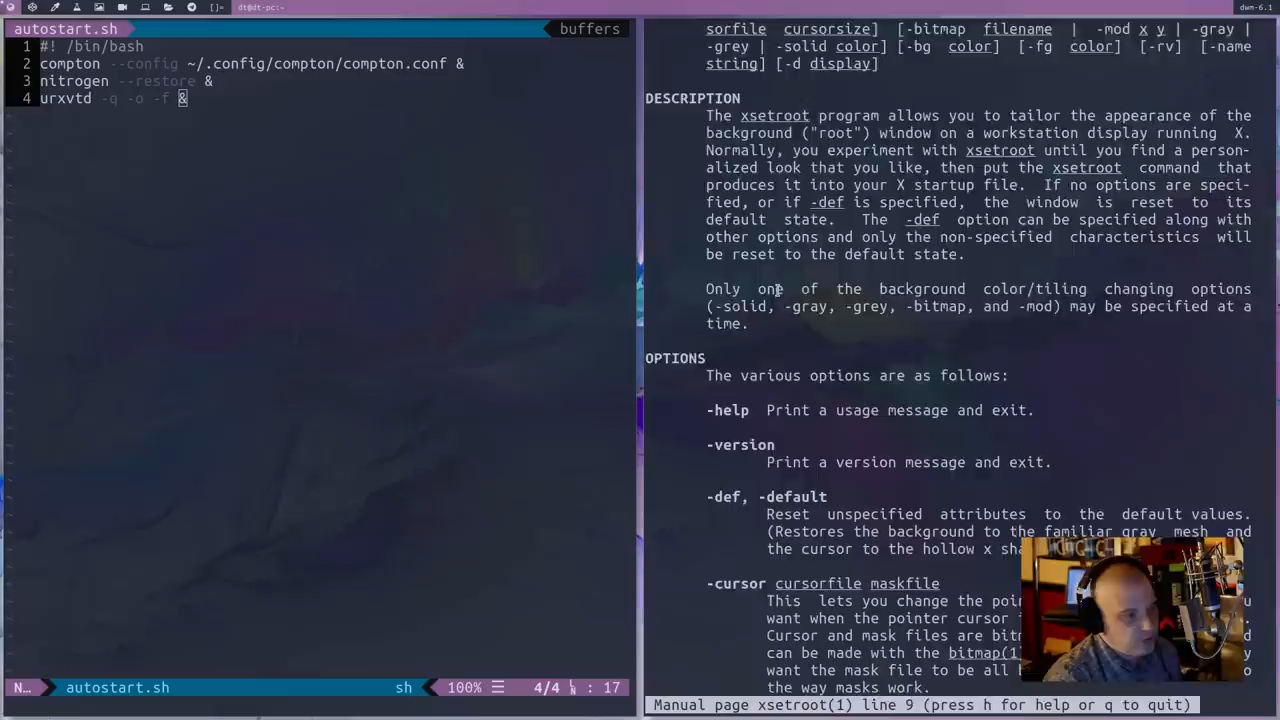 []=
dt@dt-pc:~
dwm-6.1
autostart.sh
buffers
1 #! /bin/bash
2 compton --config ~/.config/compton/compton.conf &
3 nitrogen --restore &
4 urxvtd -q -o -f &
N...
autostart.sh
sh
100% ☰
4/4
: 17
sorfile cursorsize] [-bitmap filename | -mod x y | -gray |
-grey | -solid color] [-bg color] [-fg color] [-rv] [-name
string] [-d display]
DESCRIPTION
The xsetroot program allows you to tailor the appearance of the
background ("root") window on a workstation display running X.
Normally, you experiment with xsetroot until you find a person-
alized look that you like, then put the xsetroot command that
produces it into your X startup file. If no options are speci-
fied, or if -def is specified, the window is reset to its
default state. The -def option can be specified along with
other options and only the non-specified characteristics will
be reset to the default state.
Only one of the background color/tiling changing options
(-solid, -gray, -grey, -bitmap, and -mod) may be specified at a
time.
OPTIONS
The various options are as follows:
-help Print a usage message and exit.
-version
Print a version message and exit.
-def, -default
Reset unspecified attributes to the default values.
(Restores the background to the familiar gray mesh and
the cursor to the hollow x
-cursor cursorfile maskfile
This lets you change the
want when the pointer cursor
Cursor and mask files are
can be made with the bitmap(1)
want the mask file to be all
the way masks work.
Manual page xsetroot(1) line 9 (press h for help or q to quit)